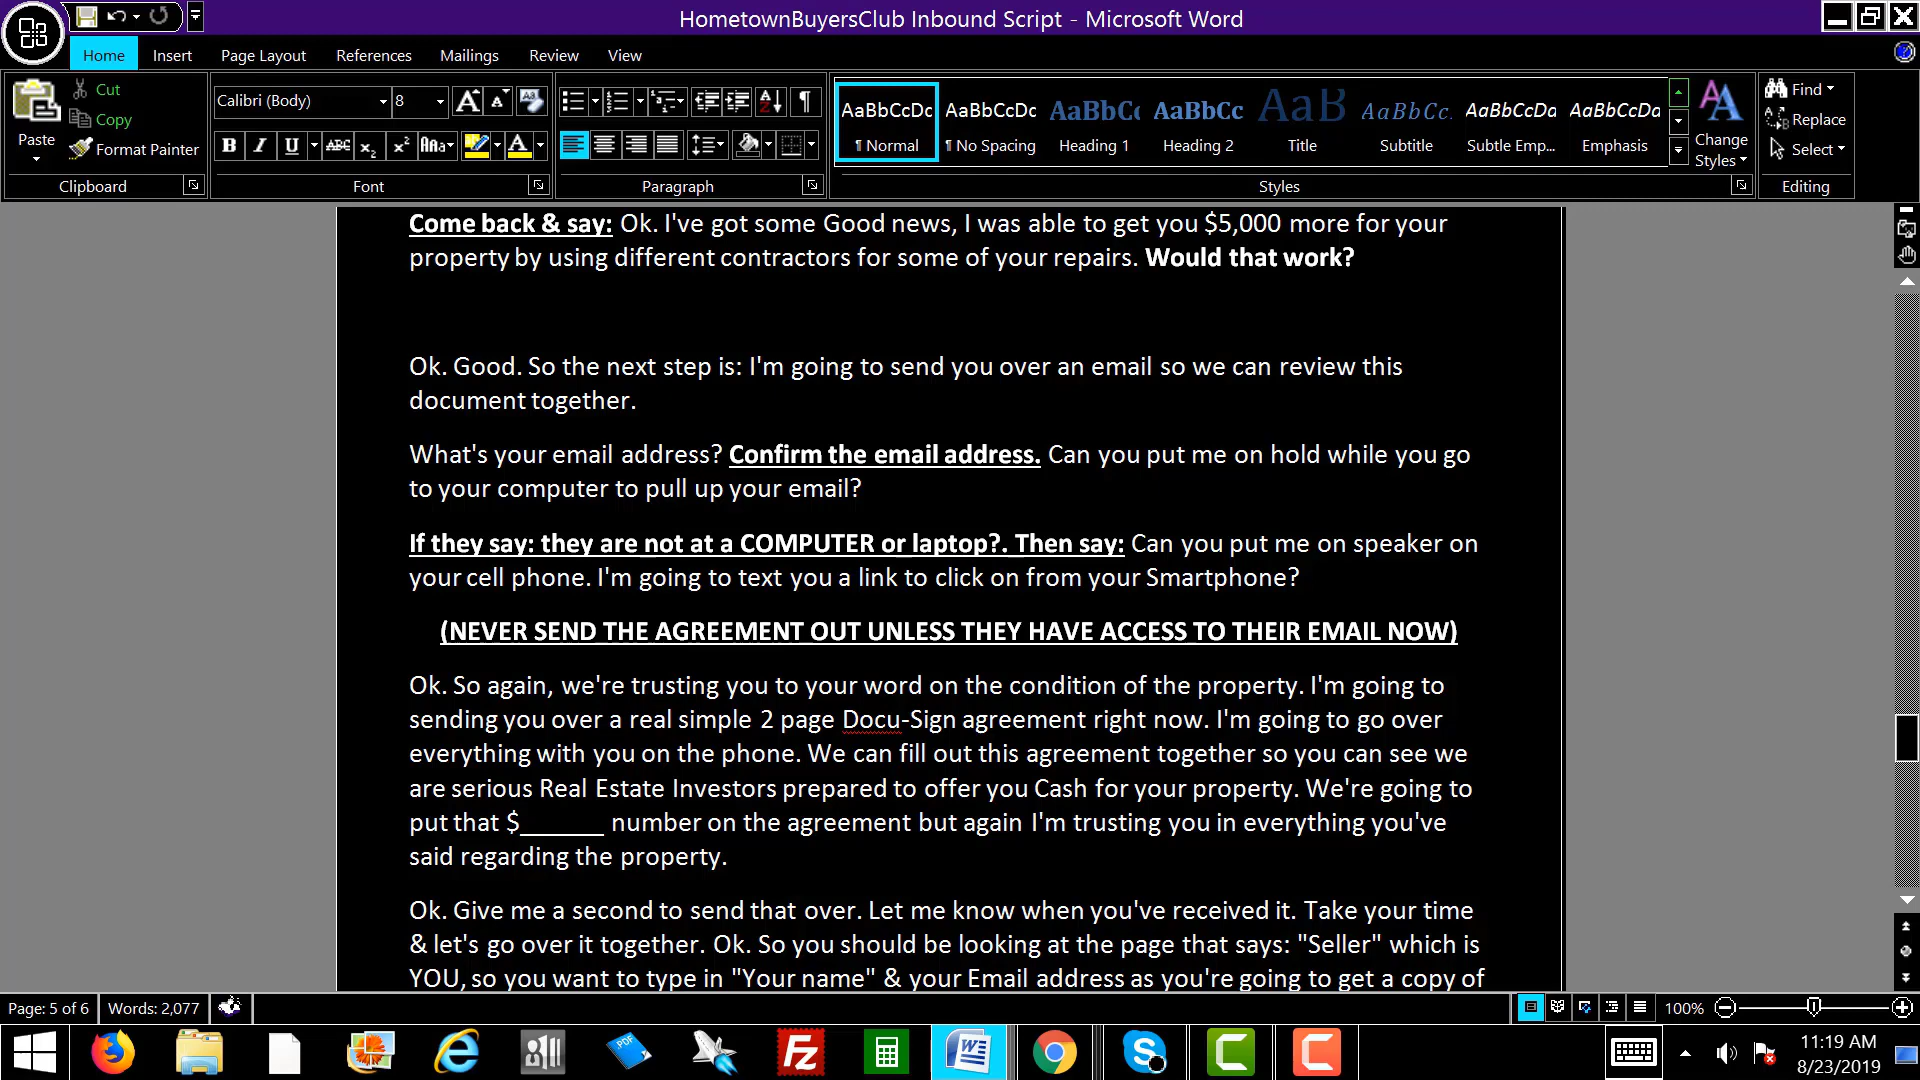 HometownBuyersClub Inbound Script - Microsoft Word
Home Insert Page Layout References Mailings Review View
Paste
Cut
Copy
Format Painter
Clipboard
Calibri (Body) 8
Font
Paragraph
AaBbCcDc AaBbCcDc AaBbCc AaBbCc AaB AaBbCc. AaBbCcDa AaBbCcDa
¶ Normal ¶ No Spacing Heading 1 Heading 2 Title Subtitle Subtle Emp... Emphasis
Change Styles
Styles
Find
Replace
Select
Editing
Come back & say: Ok. I've got some Good news, I was able to get you $5,000 more for your
property by using different contractors for some of your repairs. Would that work?
Ok. Good. So the next step is: I'm going to send you over an email so we can review this
document together.
What's your email address? Confirm the email address. Can you put me on hold while you go
to your computer to pull up your email?
If they say: they are not at a COMPUTER or laptop?. Then say: Can you put me on speaker on
your cell phone. I'm going to text you a link to click on from your Smartphone?
(NEVER SEND THE AGREEMENT OUT UNLESS THEY HAVE ACCESS TO THEIR EMAIL NOW)
Ok. So again, we're trusting you to your word on the condition of the property. I'm going to
sending you over a real simple 2 page Docu-Sign agreement right now. I'm going to go over
everything with you on the phone. We can fill out this agreement together so you can see we
are serious Real Estate Investors prepared to offer you Cash for your property. We're going to
put that $______ number on the agreement but again I'm trusting you in everything you've
said regarding the property.
Ok. Give me a second to send that over. Let me know when you've received it. Take your time
& let's go over it together. Ok. So you should be looking at the page that says: "Seller" which is
YOU, so you want to type in "Your name" & your Email address as you're going to get a copy of
Page: 5 of 6 Words: 2,077 100%
11:19 AM
8/23/2019